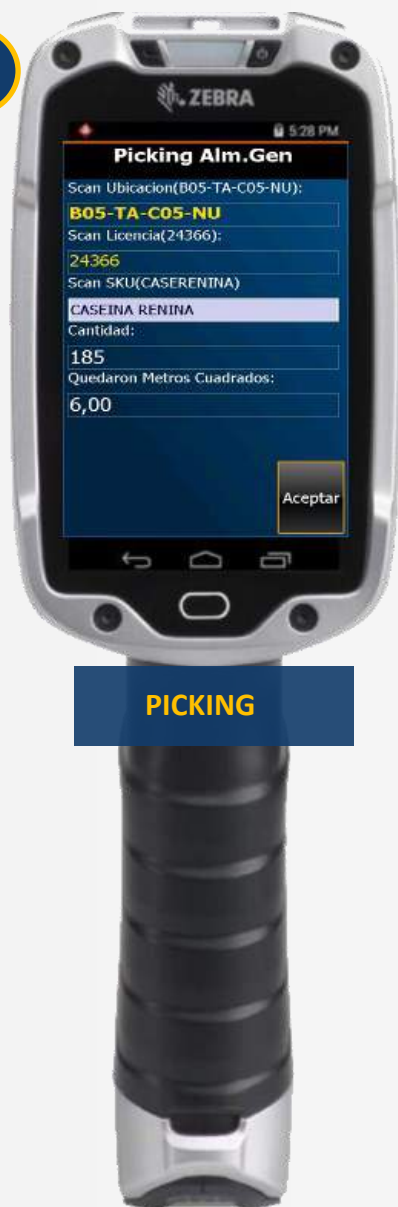 ZEBRA
5:28 PM
Picking Alm.Gen
Scan Ubicacion(B05-TA-C05-NU):
B05-TA-C05-NU
Scan Licencia(24366):
24366
Scan SKU(CASERENINA)
CASEINA RENINA
Cantidad:
185
Quedaron Metros Cuadrados:
6,00
Aceptar
PICKING